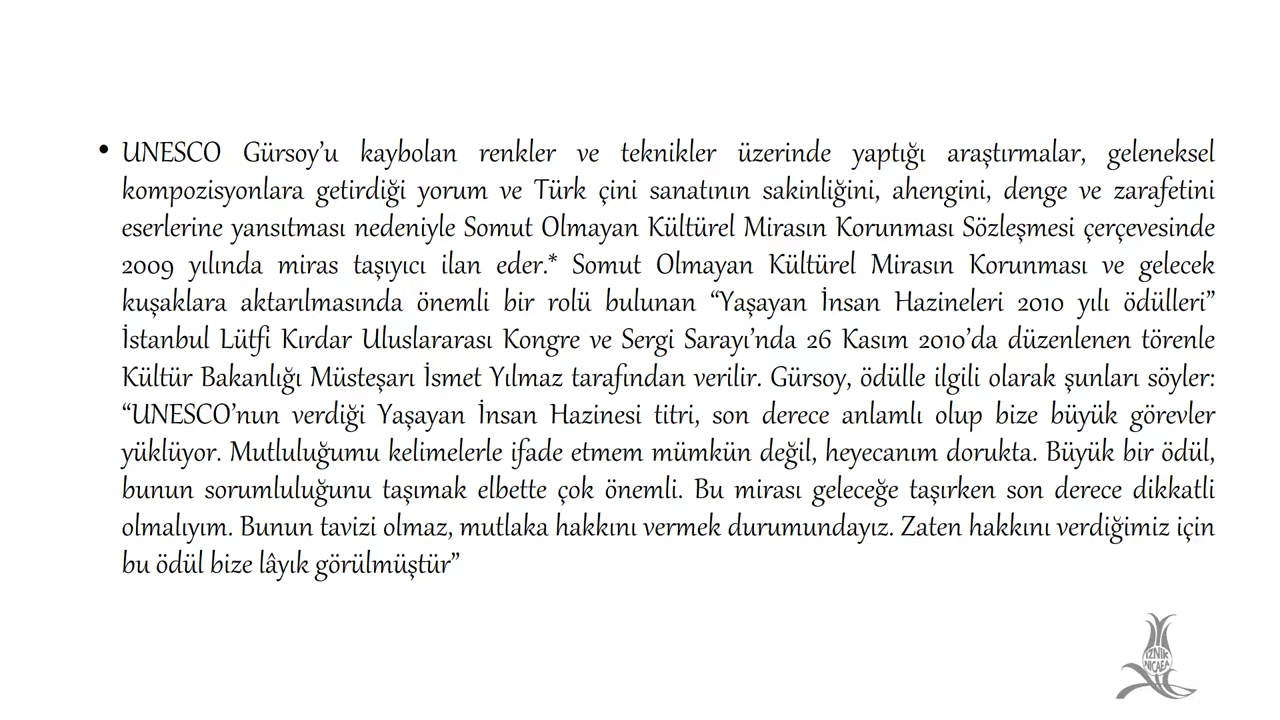 • UNESCO Gürsoy’u kaybolan renkler ve teknikler üzerinde yaptığı araştırmalar, geleneksel
kompozisyonlara getirdiği yorum ve Türk çini sanatının sakinliğini, ahengini, denge ve zarafetini
eserlerine yansıtması nedeniyle Somut Olmayan Kültürel Mirasın Korunması Sözleşmesi çerçevesinde
2009 yılında miras taşıyıcı ilan eder.* Somut Olmayan Kültürel Mirasın Korunması ve gelecek
kuşaklara aktarılmasında önemli bir rolü bulunan “Yaşayan İnsan Hazineleri 2010 yılı ödülleri”
İstanbul Lütfi Kırdar Uluslararası Kongre ve Sergi Sarayı’nda 26 Kasım 2010’da düzenlenen törenle
Kültür Bakanlığı Müsteşarı İsmet Yılmaz tarafından verilir. Gürsoy, ödülle ilgili olarak şunları söyler:
“UNESCO’nun verdiği Yaşayan İnsan Hazinesi titri, son derece anlamlı olup bize büyük görevler
yüklüyor. Mutluluğumu kelimelerle ifade etmem mümkün değil, heyecanım dorukta. Büyük bir ödül,
bunun sorumluluğunu taşımak elbette çok önemli. Bu mirası geleceğe taşırken son derece dikkatli
olmalıyım. Bunun tavizi olmaz, mutlaka hakkını vermek durumundayız. Zaten hakkını verdiğimiz için
bu ödül bize lâyık görülmüştür”
İZNİK
NICAEA